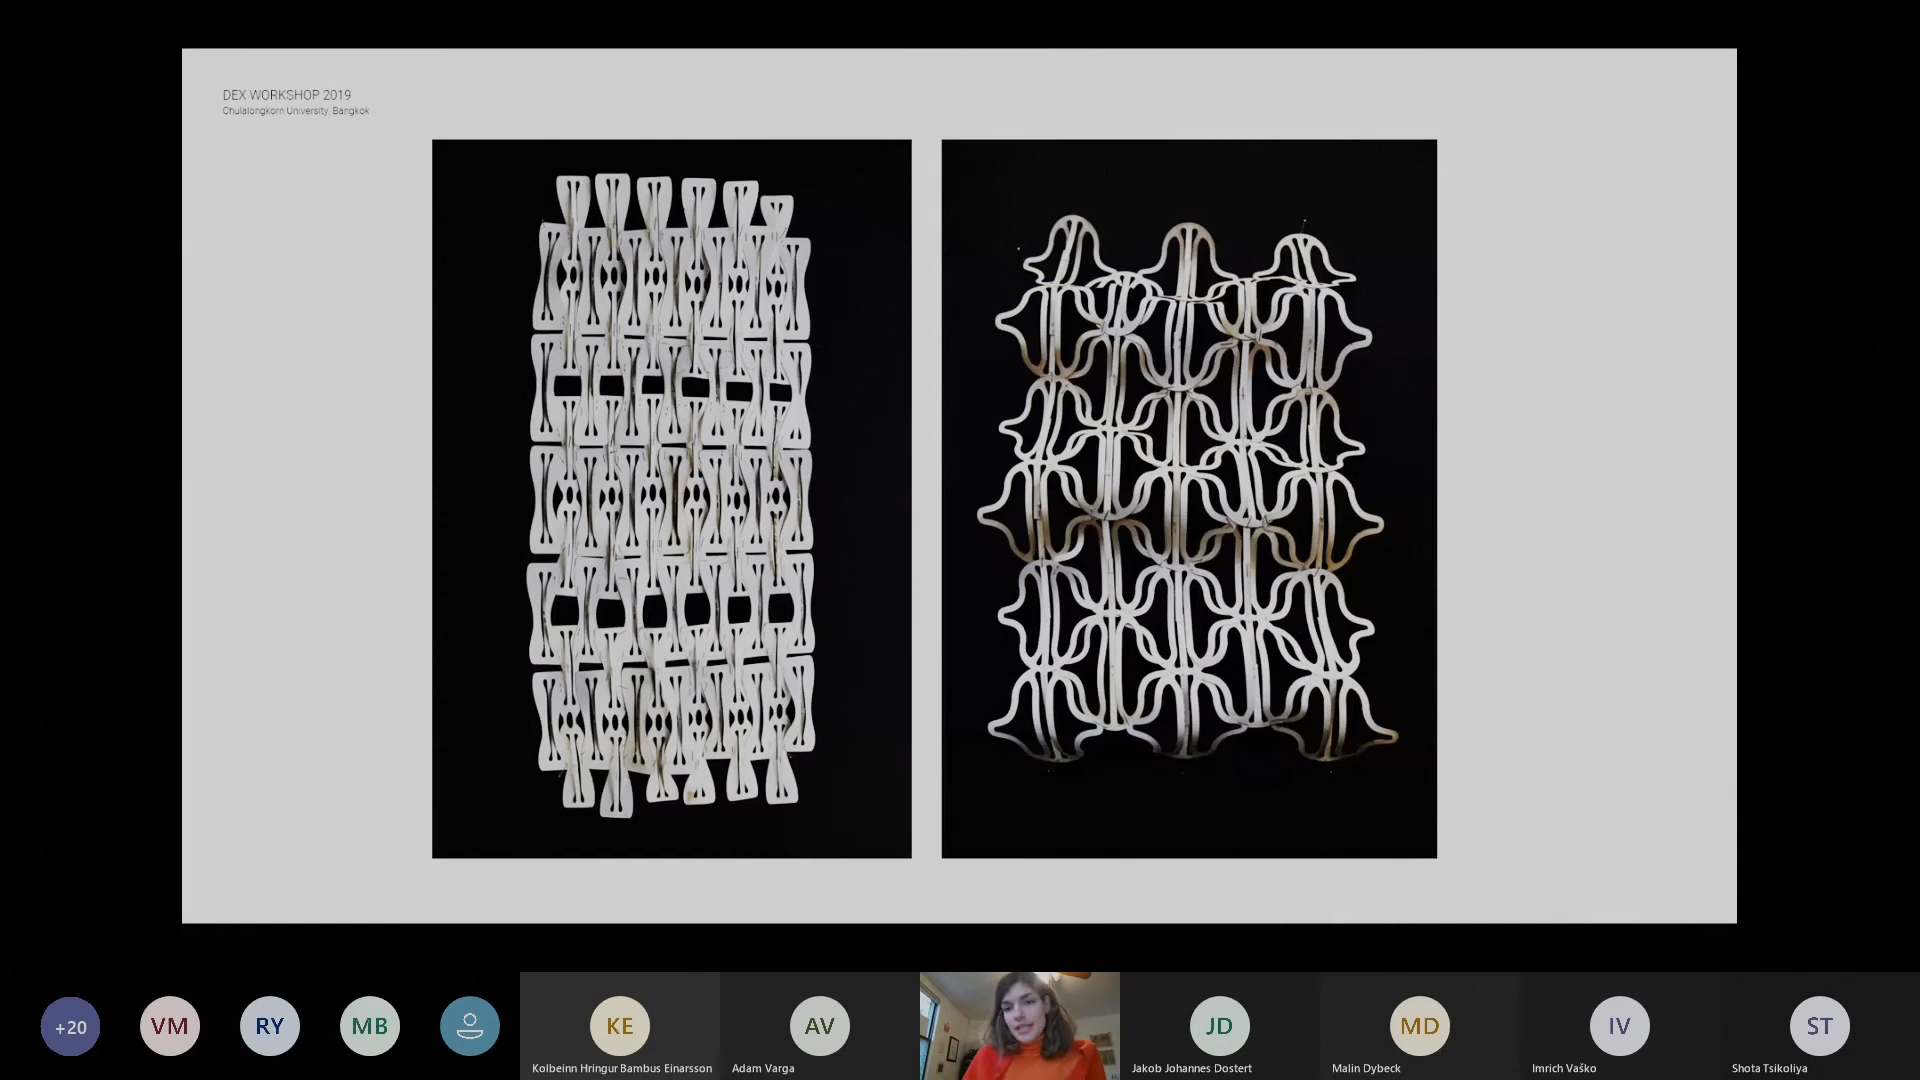 DEX WORKSHOP 2019
Chulalongkorn University, Bangkok
+20
VM
RY
MB
KE
AV
JD
MD
IV
ST
Kolbeinn Hringur Bambus Einarsson
Adam Varga
Jakob Johannes Dostert
Malin Dybeck
Imrich Vaško
Shota Tsikoliya